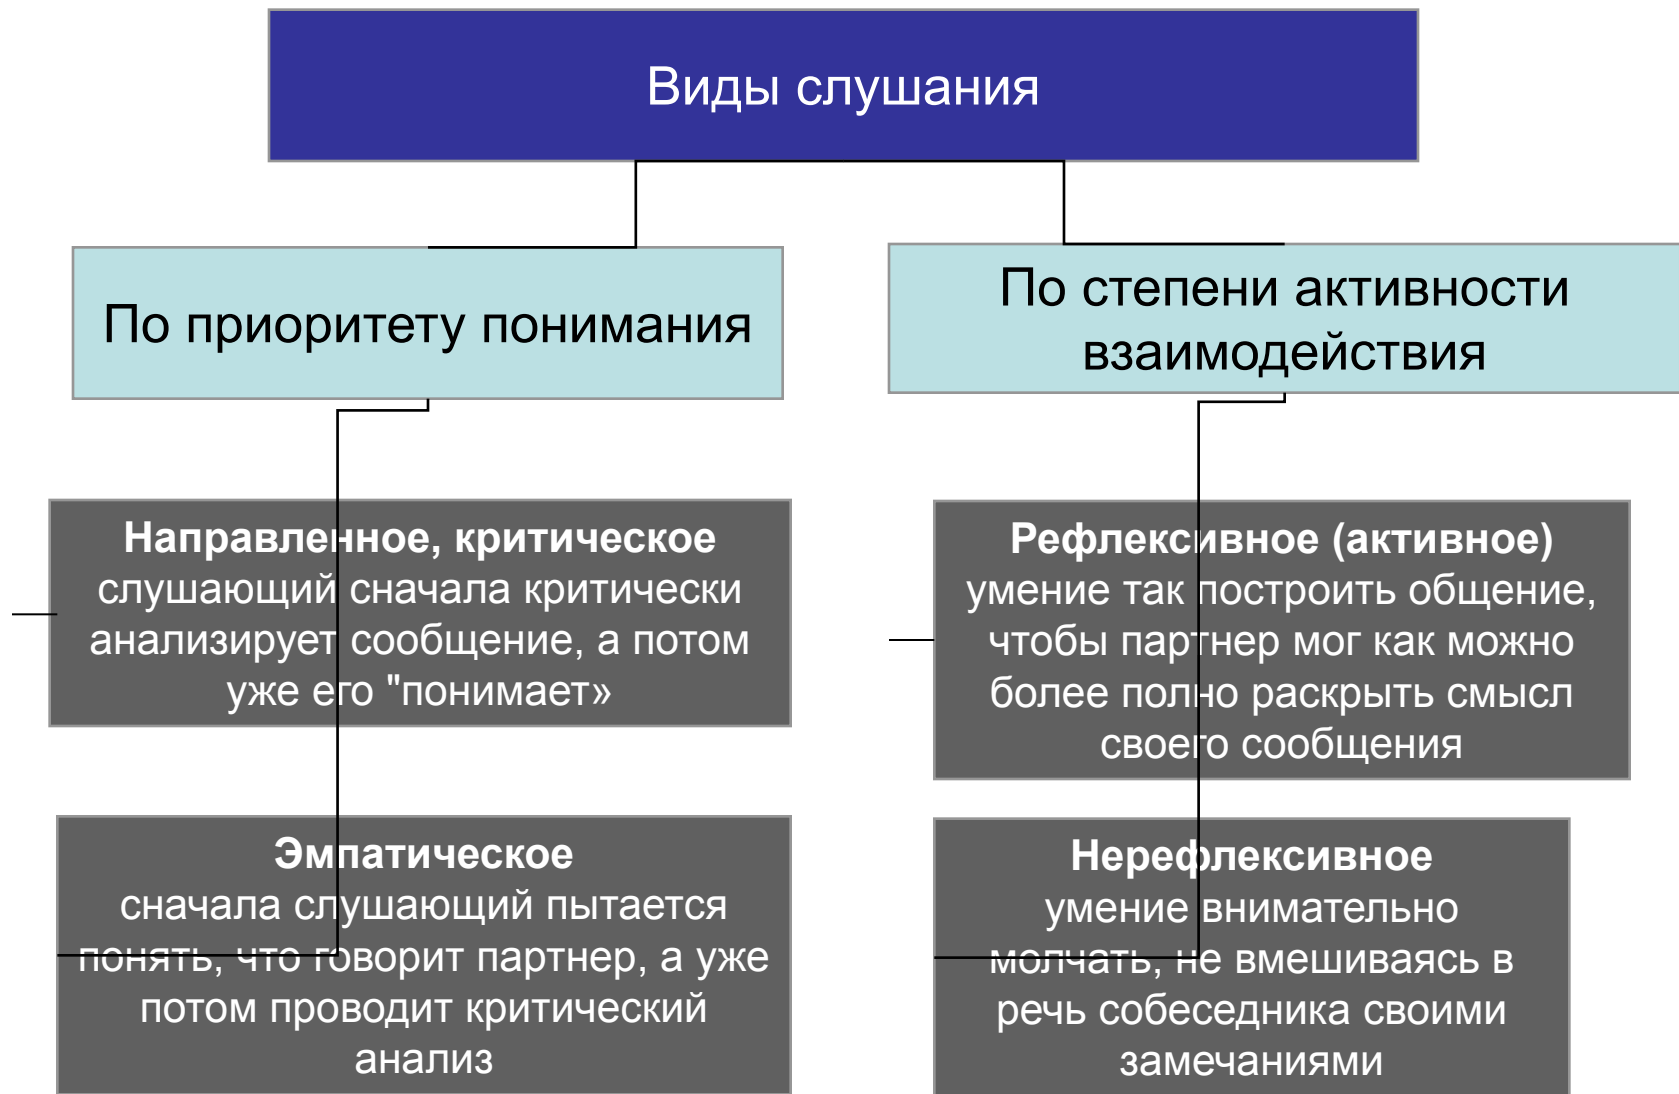 Виды слушания
По приоритету понимания
По степени активности
взаимодействия
Направленное, критическое
слушающий сначала критически
анализирует сообщение, а потом
уже его "понимает»
Рефлексивное (активное)
умение так построить общение,
чтобы партнер мог как можно
более полно раскрыть смысл
своего сообщения
Эмпатическое
сначала слушающий пытается
понять, что говорит партнер, а уже
потом проводит критический
анализ
Нерефлексивное
умение внимательно
молчать, не вмешиваясь в
речь собеседника своими
замечаниями